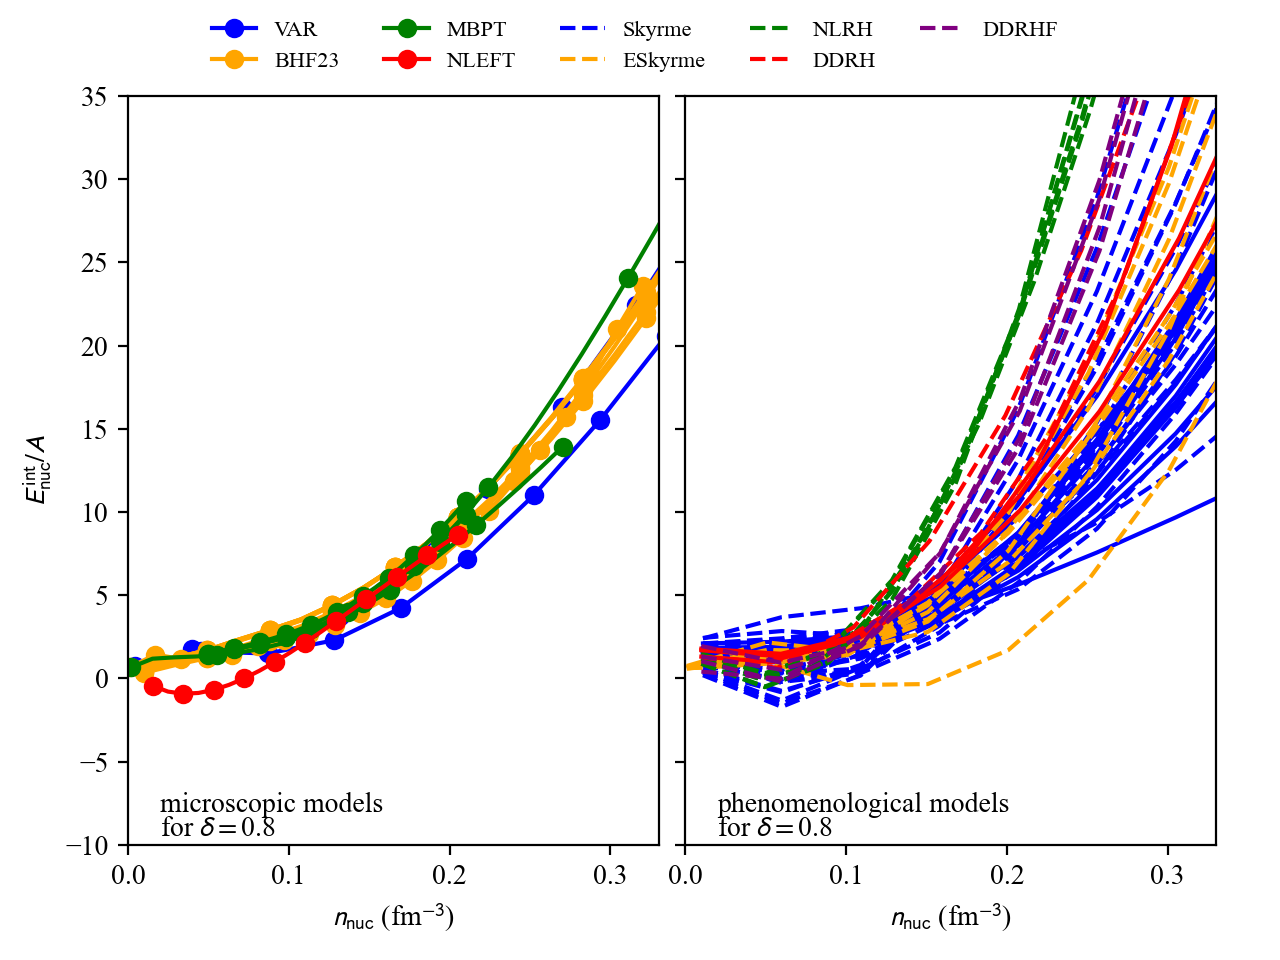 VAR MBPT Skyrme NLRH DDRHF
BHF23 NLEFT ESkyrme DDRH
35
30
25
20
15
10
5
0
−5
−10
E^int_nuc/A
microscopic models
for δ = 0.8
phenomenological models
for δ = 0.8
0.0 0.1 0.2 0.3 0.0 0.1 0.2 0.3
n_nuc (fm⁻³) n_nuc (fm⁻³)